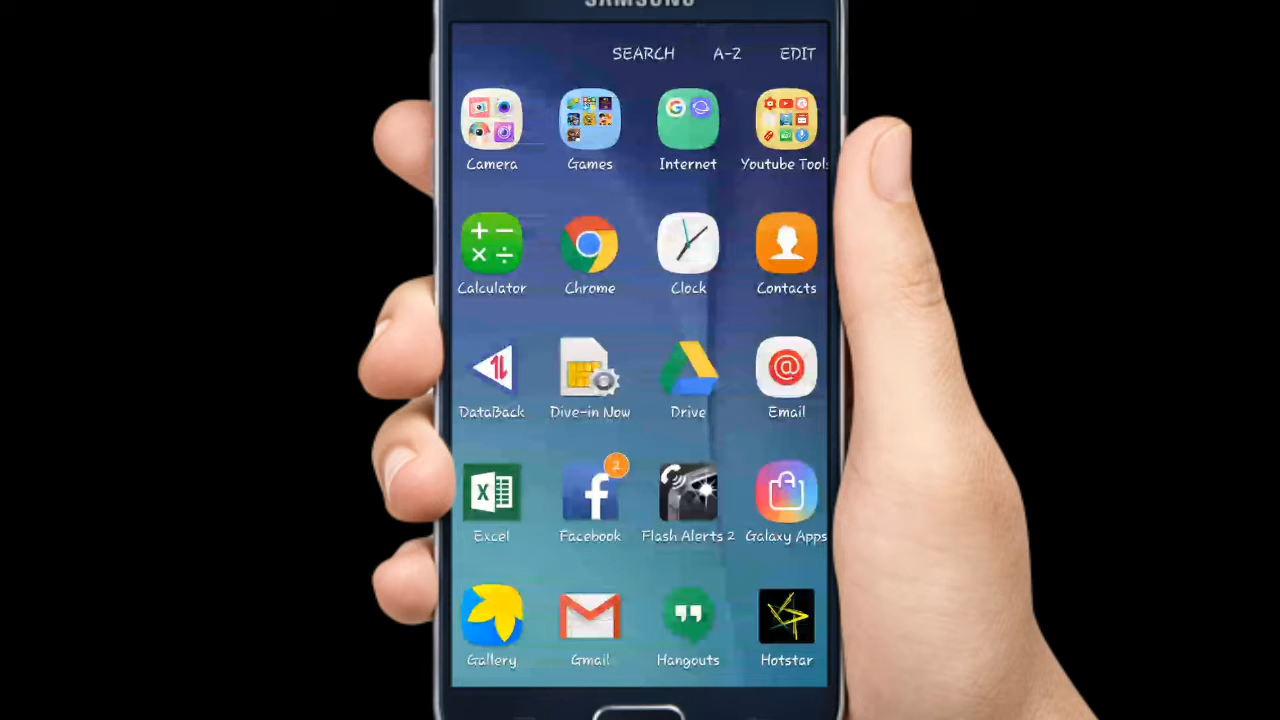 SAMSUNG
SEARCH A-Z EDIT
Camera Games Internet Youtube Tools
Calculator Chrome Clock Contacts
DataBack Dive-in Now Drive Email
2
Excel Facebook Flash Alerts 2 Galaxy Apps
Gallery Gmail Hangouts Hotstar